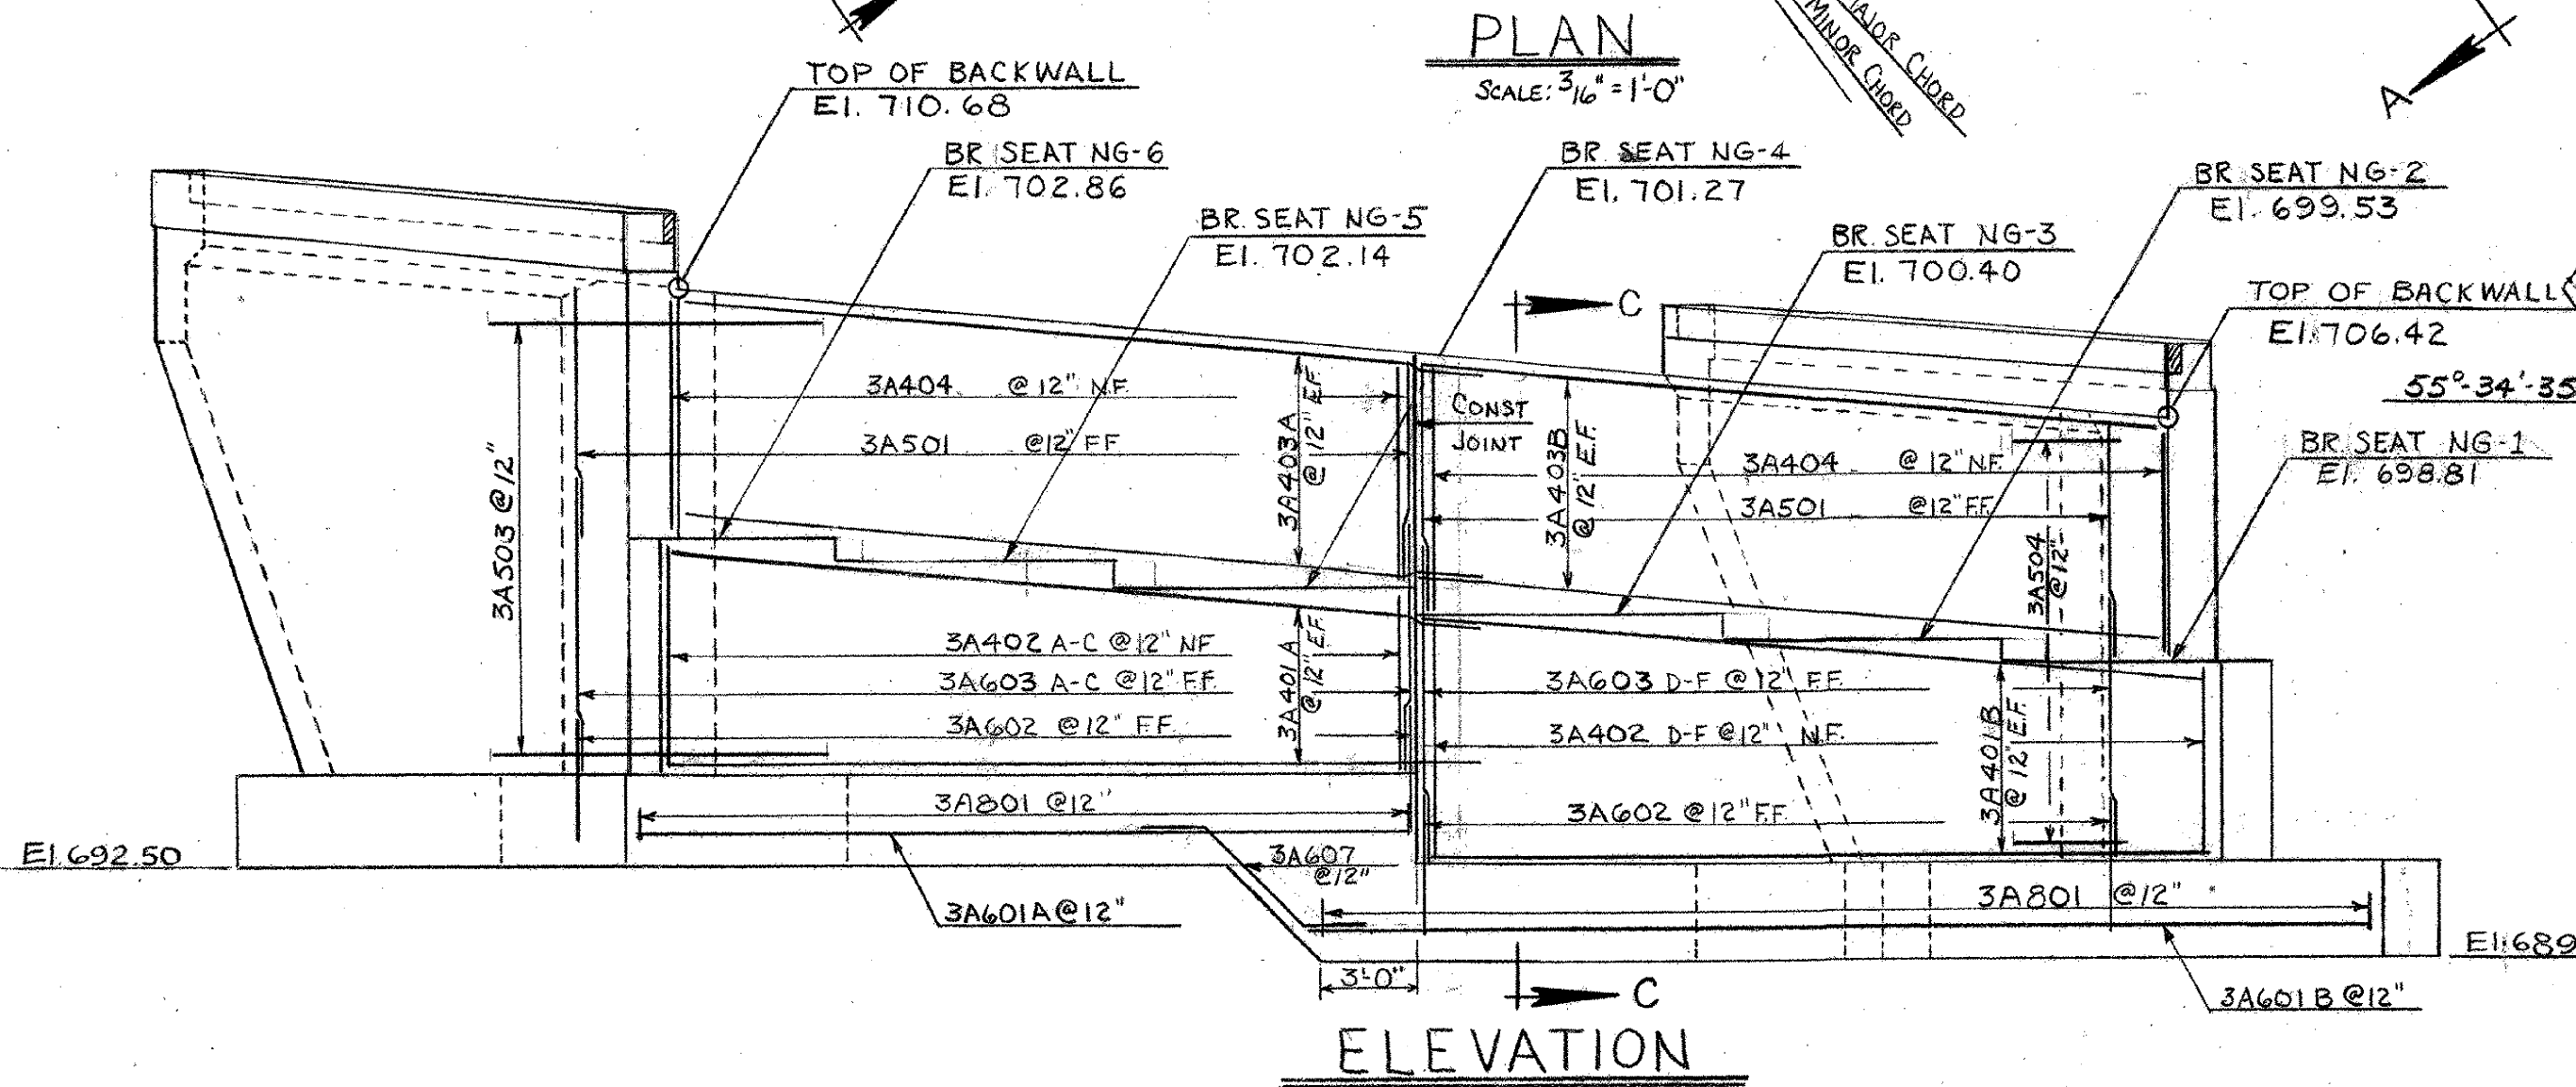 PLAN
SCALE: 3/16" = 1'-0"
MAJOR CHORD
MINOR CHORD
A
TOP OF BACKWALL
El. 710.68
BR SEAT NG-6
El. 702.86
BR. SEAT NG-5
El. 702.14
BR. SEAT NG-4
El. 701.27
BR. SEAT NG-3
El. 700.40
BR SEAT NG-2
El. 699.53
TOP OF BACKWALL
El. 706.42
55°-34'-35
BR SEAT NG-1
El. 698.81
C
3A404 @ 12" N.F.
3A501 @12" F.F.
3A403A
@ 12" E.F.
CONST
JOINT
3A403B
@ 12" E.F.
3A404 @ 12" N.F.
3A501 @12" F.F.
3A503 @ 12"
3A504
@12"
3A402 A-C @ 12" NF
3A603 A-C @12" F.F.
3A602 @ 12" F.F.
3A401A
@ 12" E.F.
3A603 D-F @ 12" F.F.
3A402 D-F @ 12" N.F.
3A602 @ 12" F.F.
3A401B
@ 12" E.F.
3A801 @12"
El. 692.50
3A607
@12"
3A601A @ 12"
3A801 @12"
El. 689
3'-0"
C
3A601B @12"
ELEVATION